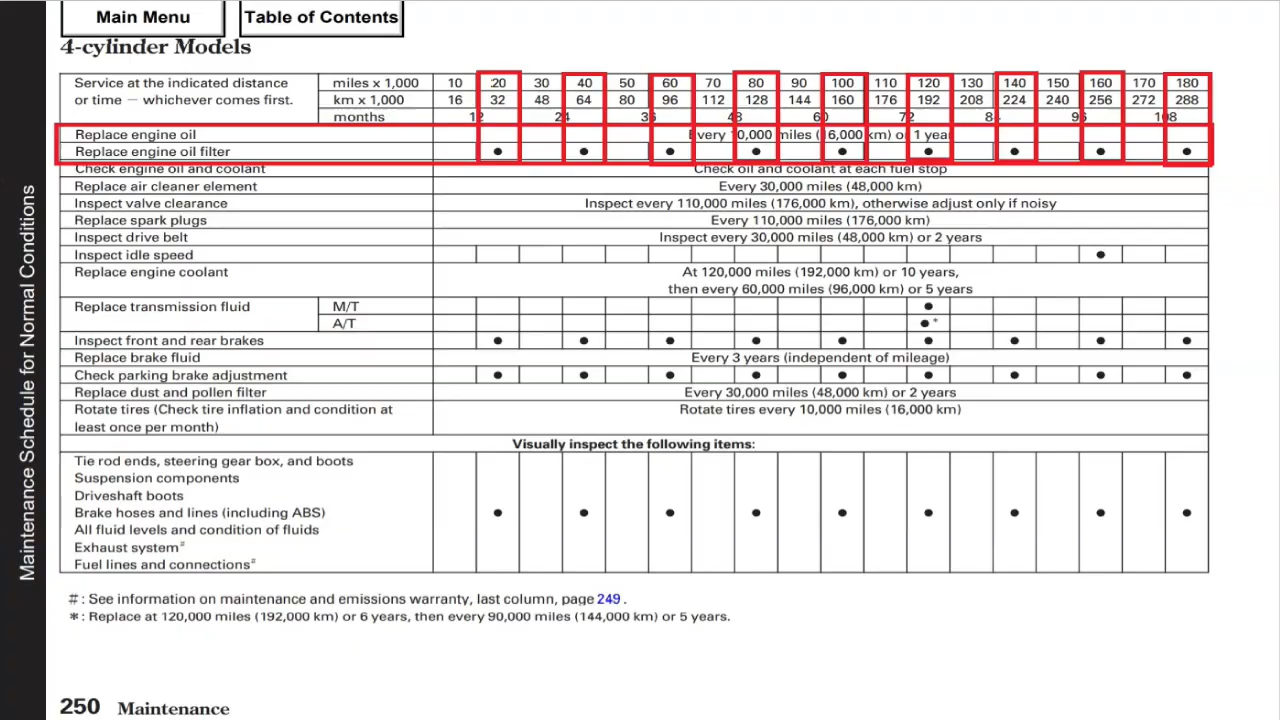 Main Menu Table of Contents
4-cylinder Models
Service at the indicated distance miles x 1,000 10 20 30 40 50 60 70 80 90 100 110 120 130 140 150 160 170 180
or time — whichever comes first. km x 1,000 16 32 48 64 80 96 112 128 144 160 176 192 208 224 240 256 272 288
months 12 24 36 48 60 72 84 96 108
Replace engine oil Every 10,000 miles (16,000 km) or 1 year
Replace engine oil filter ● ● ● ● ● ● ● ● ●
Check engine oil and coolant Check oil and coolant at each fuel stop
Replace air cleaner element Every 30,000 miles (48,000 km)
Inspect valve clearance Inspect every 110,000 miles (176,000 km), otherwise adjust only if noisy
Replace spark plugs Every 110,000 miles (176,000 km)
Inspect drive belt Inspect every 30,000 miles (48,000 km) or 2 years
Inspect idle speed ●
Replace engine coolant At 120,000 miles (192,000 km) or 10 years,
then every 60,000 miles (96,000 km) or 5 years
Replace transmission fluid M/T ●
A/T ●*
Inspect front and rear brakes ● ● ● ● ● ● ● ● ●
Replace brake fluid Every 3 years (independent of mileage)
Check parking brake adjustment ● ● ● ● ● ● ● ● ●
Replace dust and pollen filter Every 30,000 miles (48,000 km) or 2 years
Rotate tires (Check tire inflation and condition at Rotate tires every 10,000 miles (16,000 km)
least once per month)
Visually inspect the following items:
Tie rod ends, steering gear box, and boots
Suspension components
Driveshaft boots
Brake hoses and lines (including ABS) ● ● ● ● ● ● ● ● ●
All fluid levels and condition of fluids
Exhaust system#
Fuel lines and connections#
# : See information on maintenance and emissions warranty, last column, page 249 .
* : Replace at 120,000 miles (192,000 km) or 6 years, then every 90,000 miles (144,000 km) or 5 years.
250 Maintenance
Maintenance Schedule for Normal Conditions